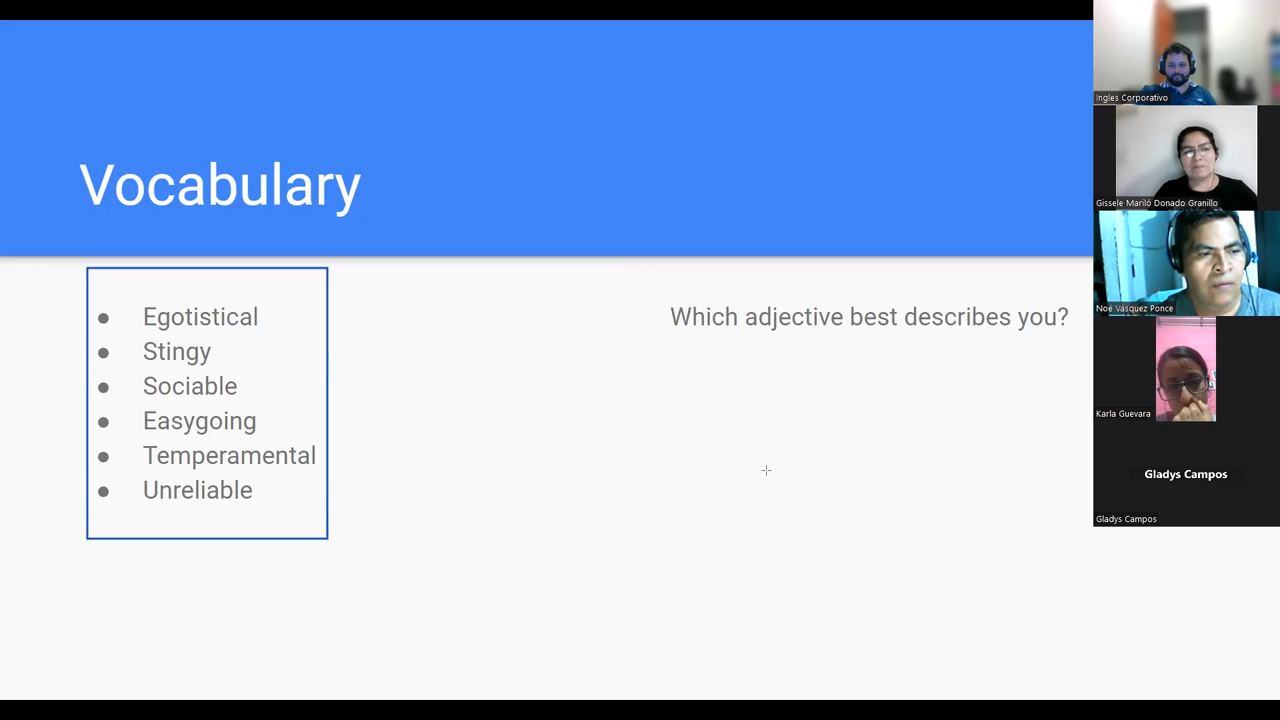 Vocabulary
Egotistical
Stingy
Sociable
Easygoing
Temperamental
Unreliable
Which adjective best describes you?
Ingles Corporativo
Gissele Mariló Donado Granillo
Noé Vásquez Ponce
Karla Guevara
Gladys Campos
Gladys Campos